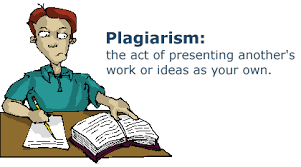 Plagiarism:
the act of presenting another's
work or ideas as your own.